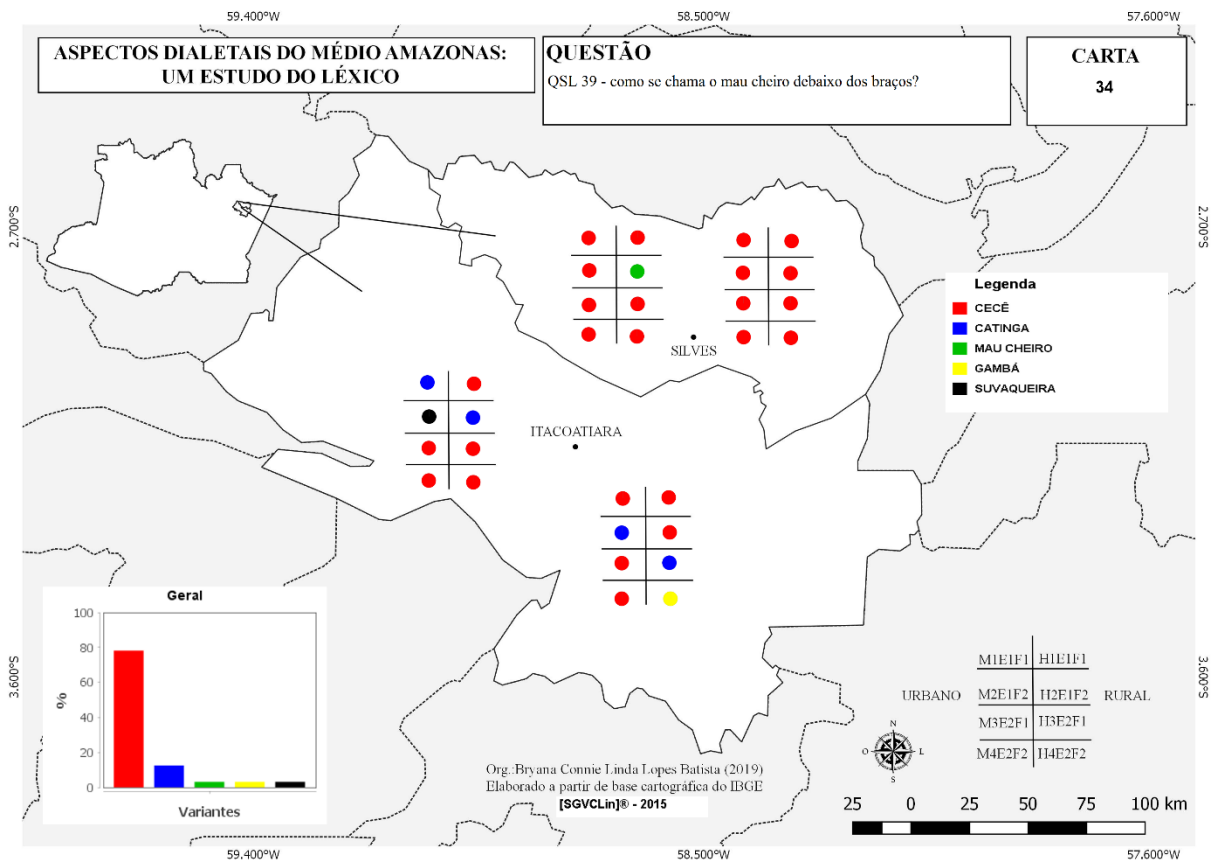 59.400°W
58.500°W
57.600°W
ASPECTOS DIALETAIS DO MÉDIO AMAZONAS:
UM ESTUDO DO LÉXICO
QUESTÃO
QSL 39 - como se chama o mau cheiro debaixo dos braços?
CARTA
34
2.700°S
2.700°S
Legenda
CECÊ
CATINGA
MAU CHEIRO
GAMBÁ
SUVAQUEIRA
SILVES
ITACOATIARA
Geral
100
80
60
40
20
0
%
Variantes
3.600°S
3.600°S
M1E1F1 H1E1F1
URBANO M2E1F2 H2E1F2 RURAL
M3E2F1 H3E2F1
M4E2F2 H4E2F2
N
O L
S
Org.:Bryana Connie Linda Lopes Batista (2019)
Elaborado a partir de base cartográfica do IBGE
[SGVCLin]® - 2015
25 0 25 50 75 100 km
59.400°W
58.500°W
57.600°W